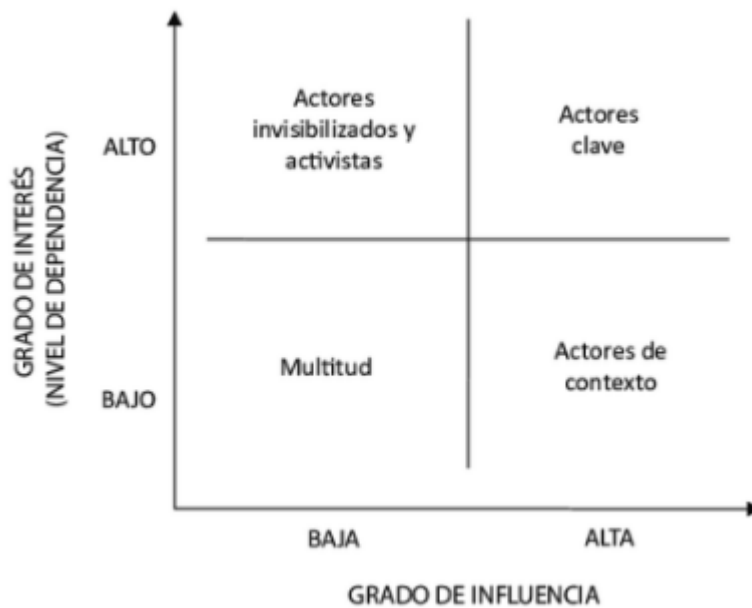 GRADO DE INTERÉS
(NIVEL DE DEPENDENCIA)
ALTO
BAJO
Actores
invisibilizados y
activistas
Actores
clave
Multitud
Actores de
contexto
BAJA
ALTA
GRADO DE INFLUENCIA